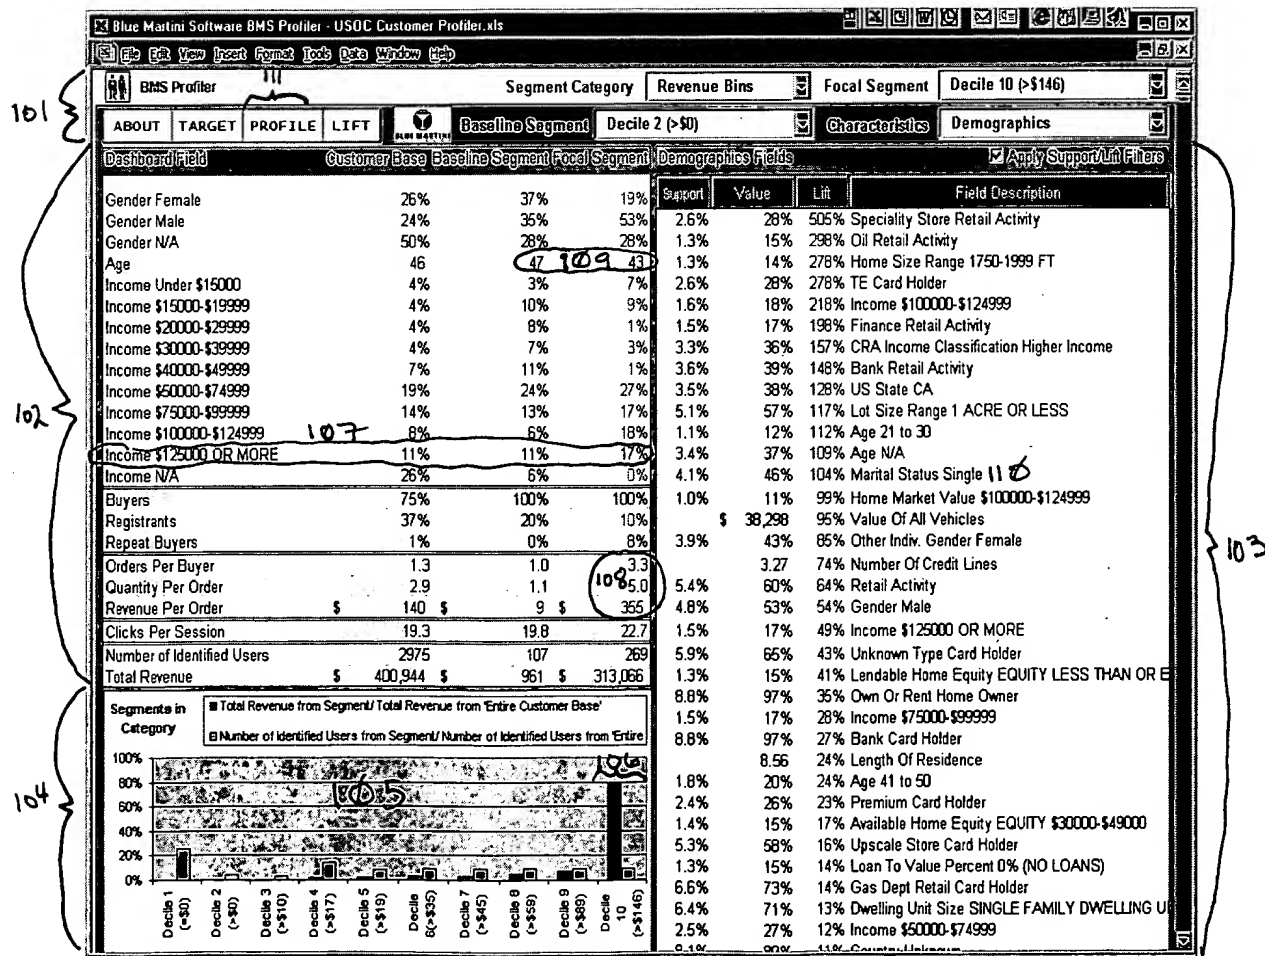 Blue Martini Software BMS Profiler - USOC Customer Profiler.xls
File Edit View Insert Format Tools Data Window Help
111
BMS Profiler Segment Category Revenue Bins Focal Segment Decile 10 (>$146)
101
ABOUT TARGET PROFILE LIFT BLUE MARTINI Baseline Segment Decile 2 (>$0) Characteristics Demographics
Dashboard Field Customer Base Baseline Segment Focal Segment
Gender Female 26% 37% 19%
Gender Male 24% 35% 53%
Gender N/A 50% 28% 28%
Age 46 47 109 43
Income Under $15000 4% 3% 7%
Income $15000-$19999 4% 10% 9%
Income $20000-$29999 4% 8% 1%
Income $30000-$39999 4% 7% 3%
Income $40000-$49999 7% 11% 1%
Income $50000-$74999 19% 24% 27%
Income $75000-$99999 14% 13% 17%
Income $100000-$124999 107 8% 6% 18%
Income $125000 OR MORE 11% 11% 17%
Income N/A 26% 6% 0%
Buyers 75% 100% 100%
Registrants 37% 20% 10%
Repeat Buyers 1% 0% 8%
Orders Per Buyer 1.3 1.0 3.3
Quantity Per Order 2.9 1.1 108 5.0
Revenue Per Order $ 140 $ 9 $ 355
Clicks Per Session 19.3 19.8 22.7
Number of Identified Users 2975 107 269
Total Revenue $ 400,944 $ 961 $ 313,066
102
Segments in Category
Total Revenue from Segment/ Total Revenue from 'Entire Customer Base'
Number of Identified Users from Segment/ Number of Identified Users from 'Entire
106
105
100%
80%
60%
40%
20%
0%
104
Decile 1 (=$0)
Decile 2 (>$0)
Decile 3 (>$10)
Decile 4 (>$17)
Decile 5 (>$19)
Decile 6(>$35)
Decile 7 (>$45)
Decile 8 (>$59)
Decile 9 (>$89)
Decile 10 (>$146)
Demographics Fields Apply Support/Lift Filters
Support Value Lift Field Description
2.6% 28% 505% Speciality Store Retail Activity
1.3% 15% 298% Oil Retail Activity
1.3% 14% 278% Home Size Range 1750-1999 FT
2.6% 28% 278% TE Card Holder
1.6% 18% 218% Income $100000-$124999
1.5% 17% 198% Finance Retail Activity
3.3% 36% 157% CRA Income Classification Higher Income
3.6% 39% 148% Bank Retail Activity
3.5% 38% 128% US State CA
5.1% 57% 117% Lot Size Range 1 ACRE OR LESS
1.1% 12% 112% Age 21 to 30
3.4% 37% 109% Age N/A
4.1% 46% 104% Marital Status Single 110
1.0% 11% 99% Home Market Value $100000-$124999
$ 38,298 95% Value Of All Vehicles
3.9% 43% 85% Other Indiv. Gender Female
3.27 74% Number Of Credit Lines
5.4% 60% 64% Retail Activity
4.8% 53% 54% Gender Male
1.5% 17% 49% Income $125000 OR MORE
5.9% 65% 43% Unknown Type Card Holder
1.3% 15% 41% Lendable Home Equity EQUITY LESS THAN OR E
8.8% 97% 35% Own Or Rent Home Owner
1.5% 17% 28% Income $75000-$99999
8.8% 97% 27% Bank Card Holder
8.56 24% Length Of Residence
1.8% 20% 24% Age 41 to 50
2.4% 26% 23% Premium Card Holder
1.4% 15% 17% Available Home Equity EQUITY $30000-$49000
5.3% 58% 16% Upscale Store Card Holder
1.3% 15% 14% Loan To Value Percent 0% (NO LOANS)
6.6% 73% 14% Gas Dept Retail Card Holder
6.4% 71% 13% Dwelling Unit Size SINGLE FAMILY DWELLING U
2.5% 27% 12% Income $50000-$74999
103